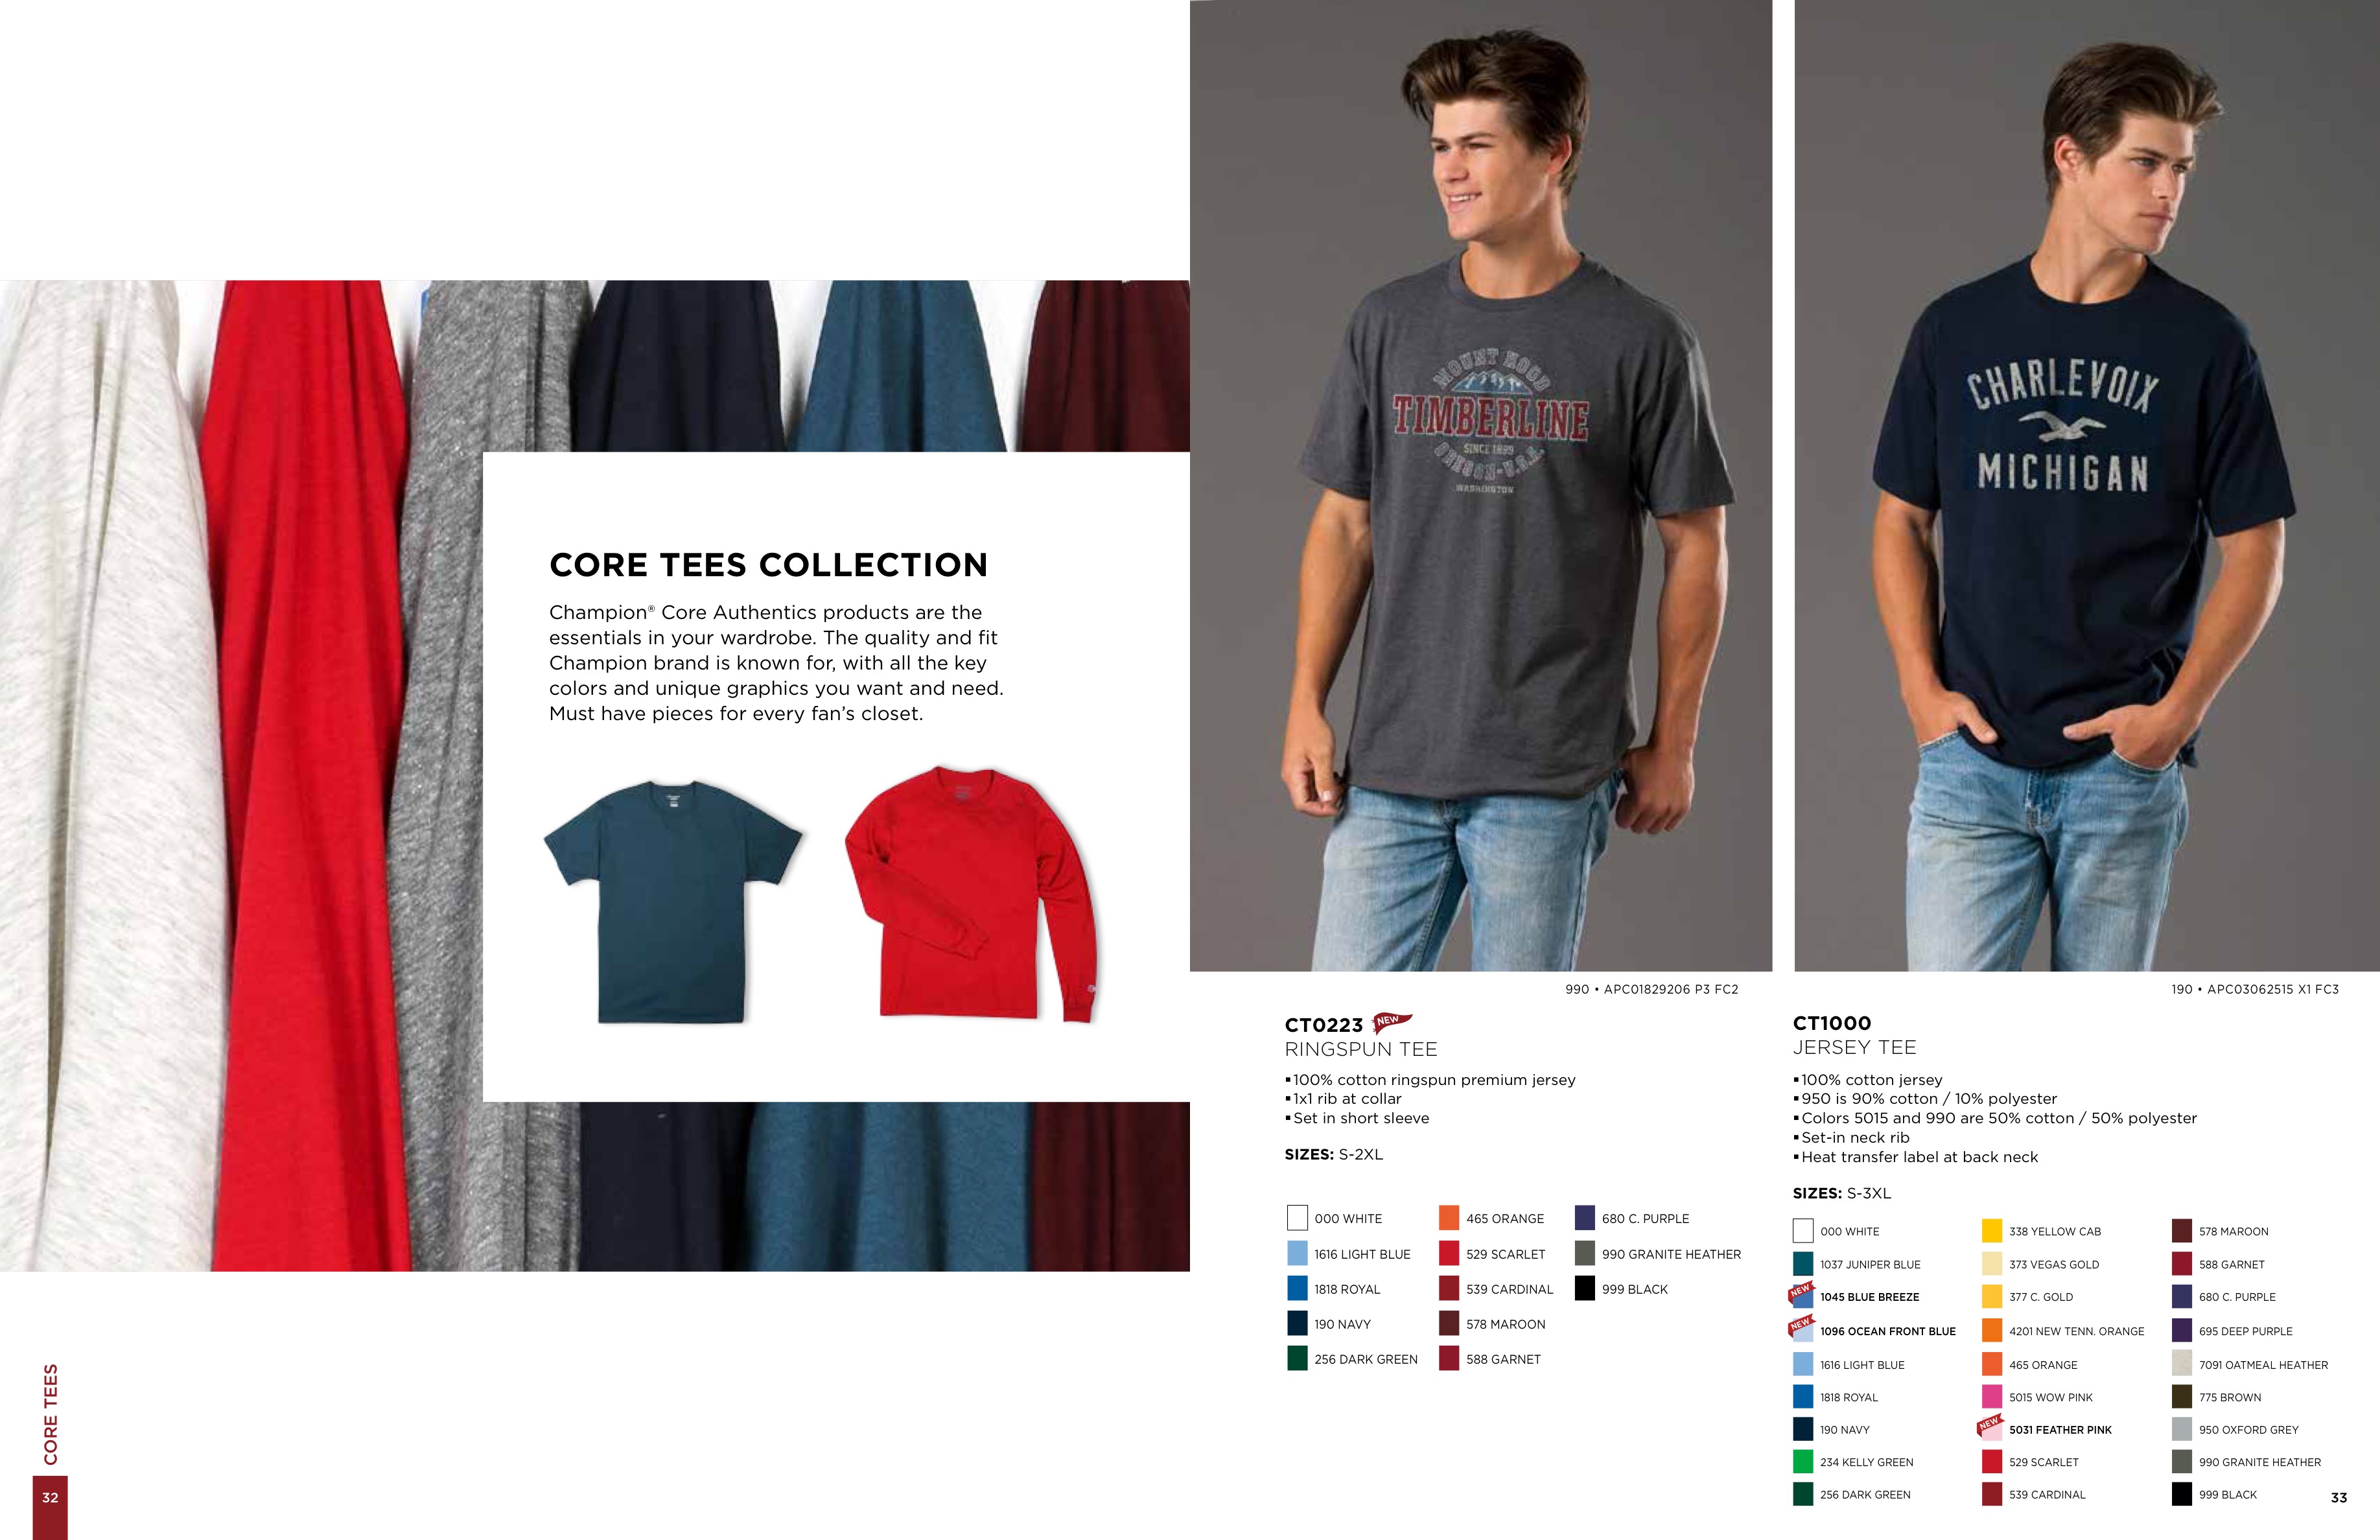 CORE TEES COLLECTION
Champion® Core Authentics products are the
essentials in your wardrobe. The quality and fit
Champion brand is known for, with all the key
colors and unique graphics you want and need.
Must have pieces for every fan's closet.
CORE TEES
32
MOUNT HOOD
TIMBERLINE
SINCE 1899
OREGON-U.S.A.
WASHINGTON
990 • APC01829206 P3 FC2
CT0223 NEW
RINGSPUN TEE
▪ 100% cotton ringspun premium jersey
▪ 1x1 rib at collar
▪ Set in short sleeve
SIZES: S-2XL
000 WHITE
1616 LIGHT BLUE
1818 ROYAL
190 NAVY
256 DARK GREEN
465 ORANGE
529 SCARLET
539 CARDINAL
578 MAROON
588 GARNET
680 C. PURPLE
990 GRANITE HEATHER
999 BLACK
CHARLEVOIX
MICHIGAN
190 • APC03062515 X1 FC3
CT1000
JERSEY TEE
▪ 100% cotton jersey
▪ 950 is 90% cotton / 10% polyester
▪ Colors 5015 and 990 are 50% cotton / 50% polyester
▪ Set-in neck rib
▪ Heat transfer label at back neck
SIZES: S-3XL
000 WHITE
1037 JUNIPER BLUE
NEW 1045 BLUE BREEZE
NEW 1096 OCEAN FRONT BLUE
1616 LIGHT BLUE
1818 ROYAL
190 NAVY
234 KELLY GREEN
256 DARK GREEN
338 YELLOW CAB
373 VEGAS GOLD
377 C. GOLD
4201 NEW TENN. ORANGE
465 ORANGE
5015 WOW PINK
NEW 5031 FEATHER PINK
529 SCARLET
539 CARDINAL
578 MAROON
588 GARNET
680 C. PURPLE
695 DEEP PURPLE
7091 OATMEAL HEATHER
775 BROWN
950 OXFORD GREY
990 GRANITE HEATHER
999 BLACK
33